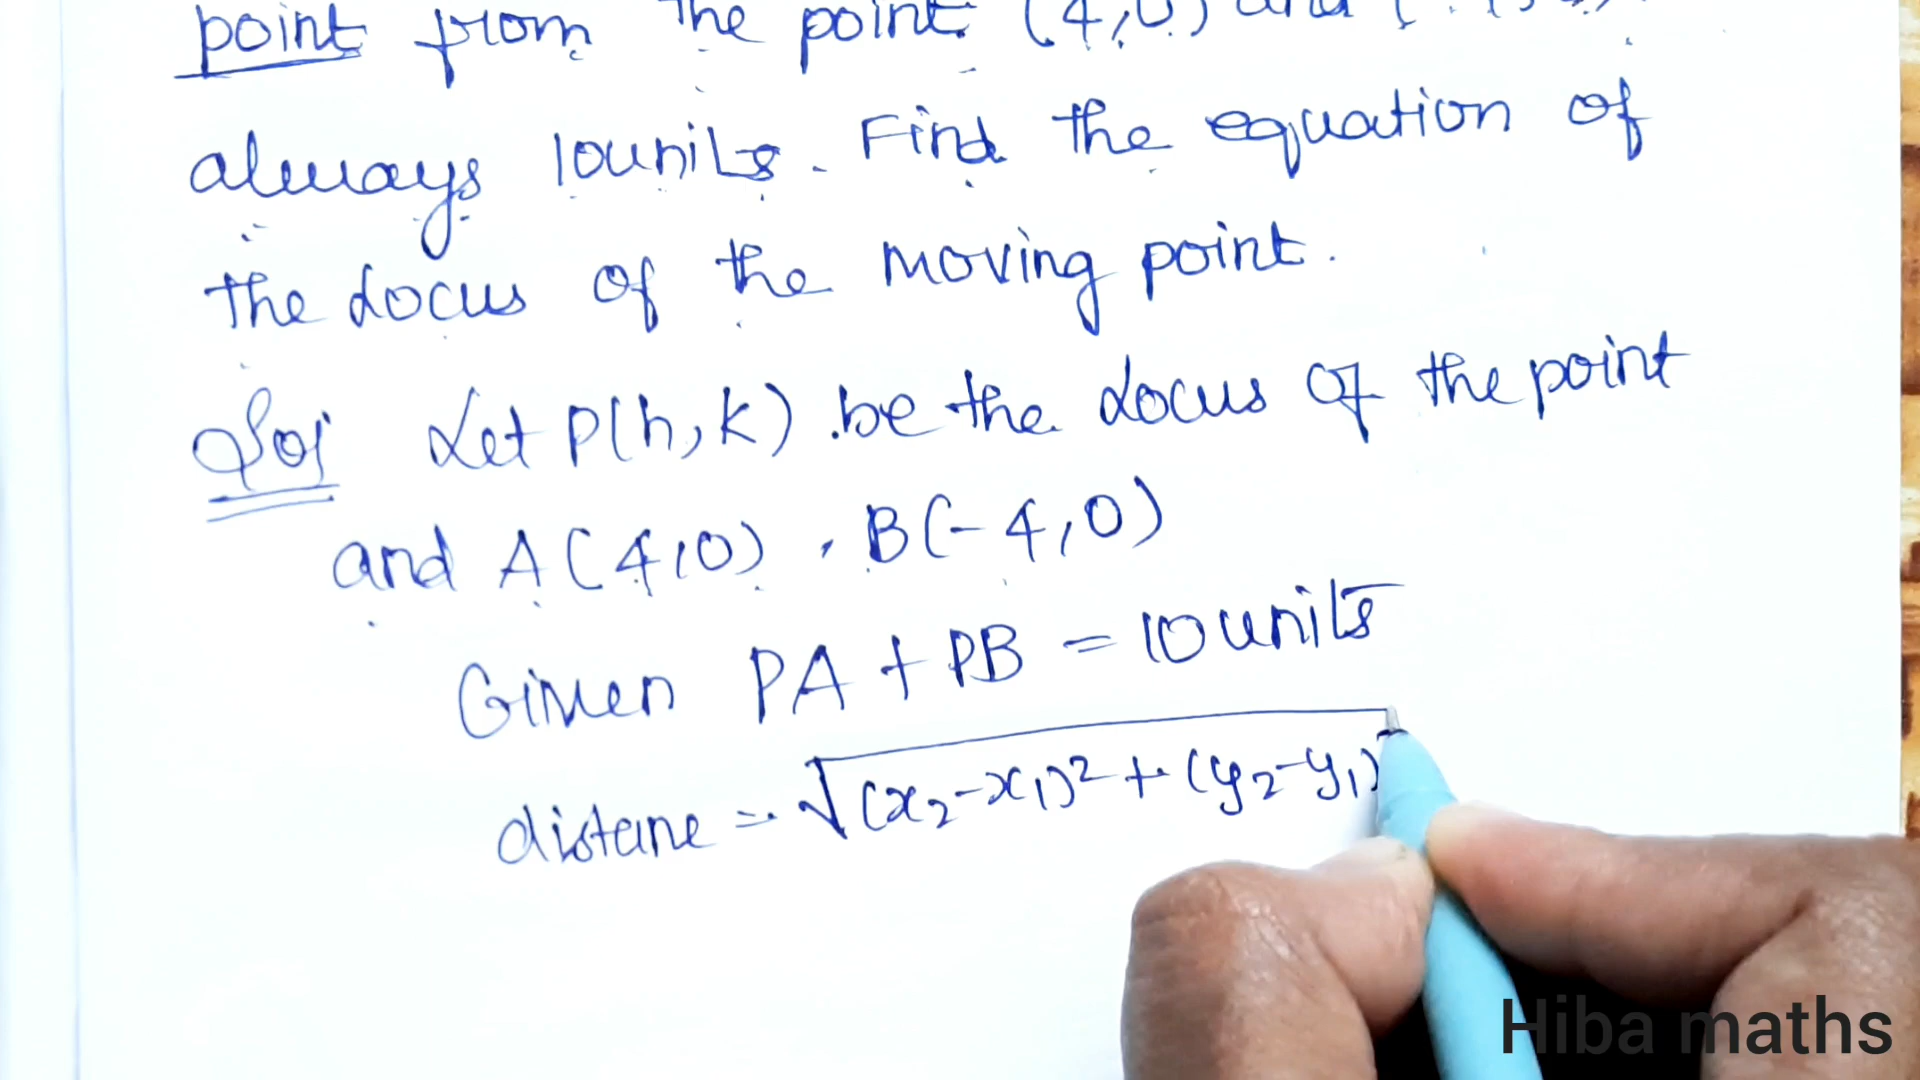 point from the point (4,0) and
always 10units. Find the equation of
the Locus of the moving point.
Sol Let P(h,k) be the Locus of the point
and A(4,0), B(-4,0)
Given PA + PB = 10 units
distane = √(x₂-x₁)² + (y₂-y₁)
Hiba maths